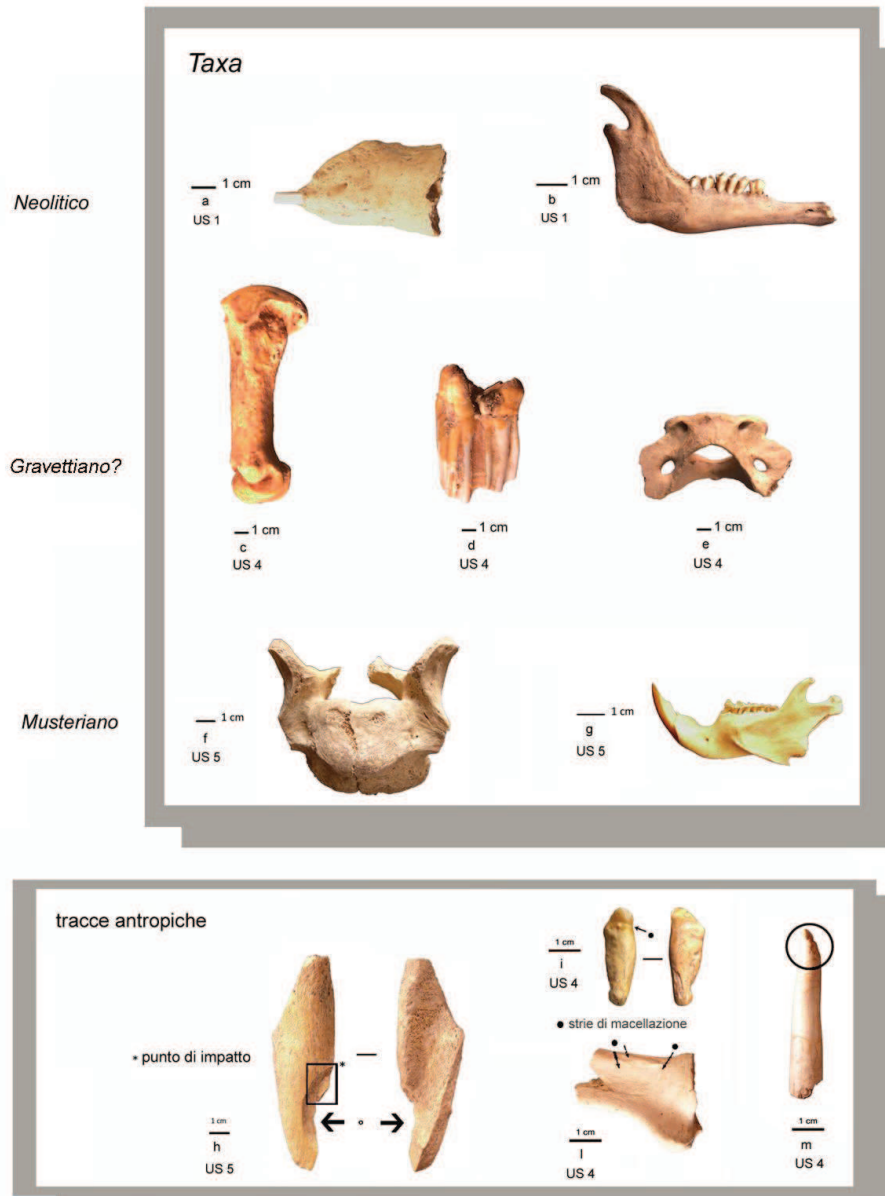 Taxa
Neolitico
1 cm
a
US 1
1 cm
b
US 1
Gravettiano?
1 cm
c
US 4
1 cm
d
US 4
1 cm
e
US 4
Musteriano
1 cm
f
US 5
1 cm
g
US 5
tracce antropiche
* punto di impatto
*
1 cm
h
US 5
1 cm
i
US 4
● strie di macellazione
1 cm
l
US 4
1 cm
m
US 4